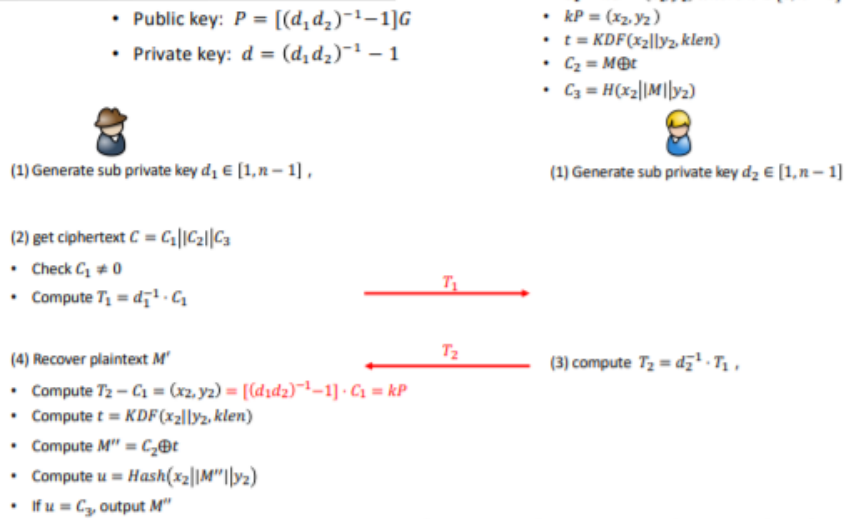 • Public key: P = [(d₁d₂)⁻¹−1]G
• Private key: d = (d₁d₂)⁻¹ − 1
• kP = (x₂, y₂)
• t = KDF(x₂||y₂, klen)
• C₂ = M⊕t
• C₃ = H(x₂||M||y₂)
(1) Generate sub private key d₁ ∈ [1, n − 1] ,
(1) Generate sub private key d₂ ∈ [1, n − 1]
(2) get ciphertext C = C₁||C₂||C₃
• Check C₁ ≠ 0
• Compute T₁ = d₁⁻¹ · C₁
T₁
(4) Recover plaintext M′
T₂
(3) compute T₂ = d₂⁻¹ · T₁ ,
• Compute T₂ − C₁ = (x₂, y₂) = [(d₁d₂)⁻¹−1] · C₁ = kP
• Compute t = KDF(x₂||y₂, klen)
• Compute M′′ = C₂⊕t
• Compute u = Hash(x₂||M′′||y₂)
• If u = C₃, output M′′